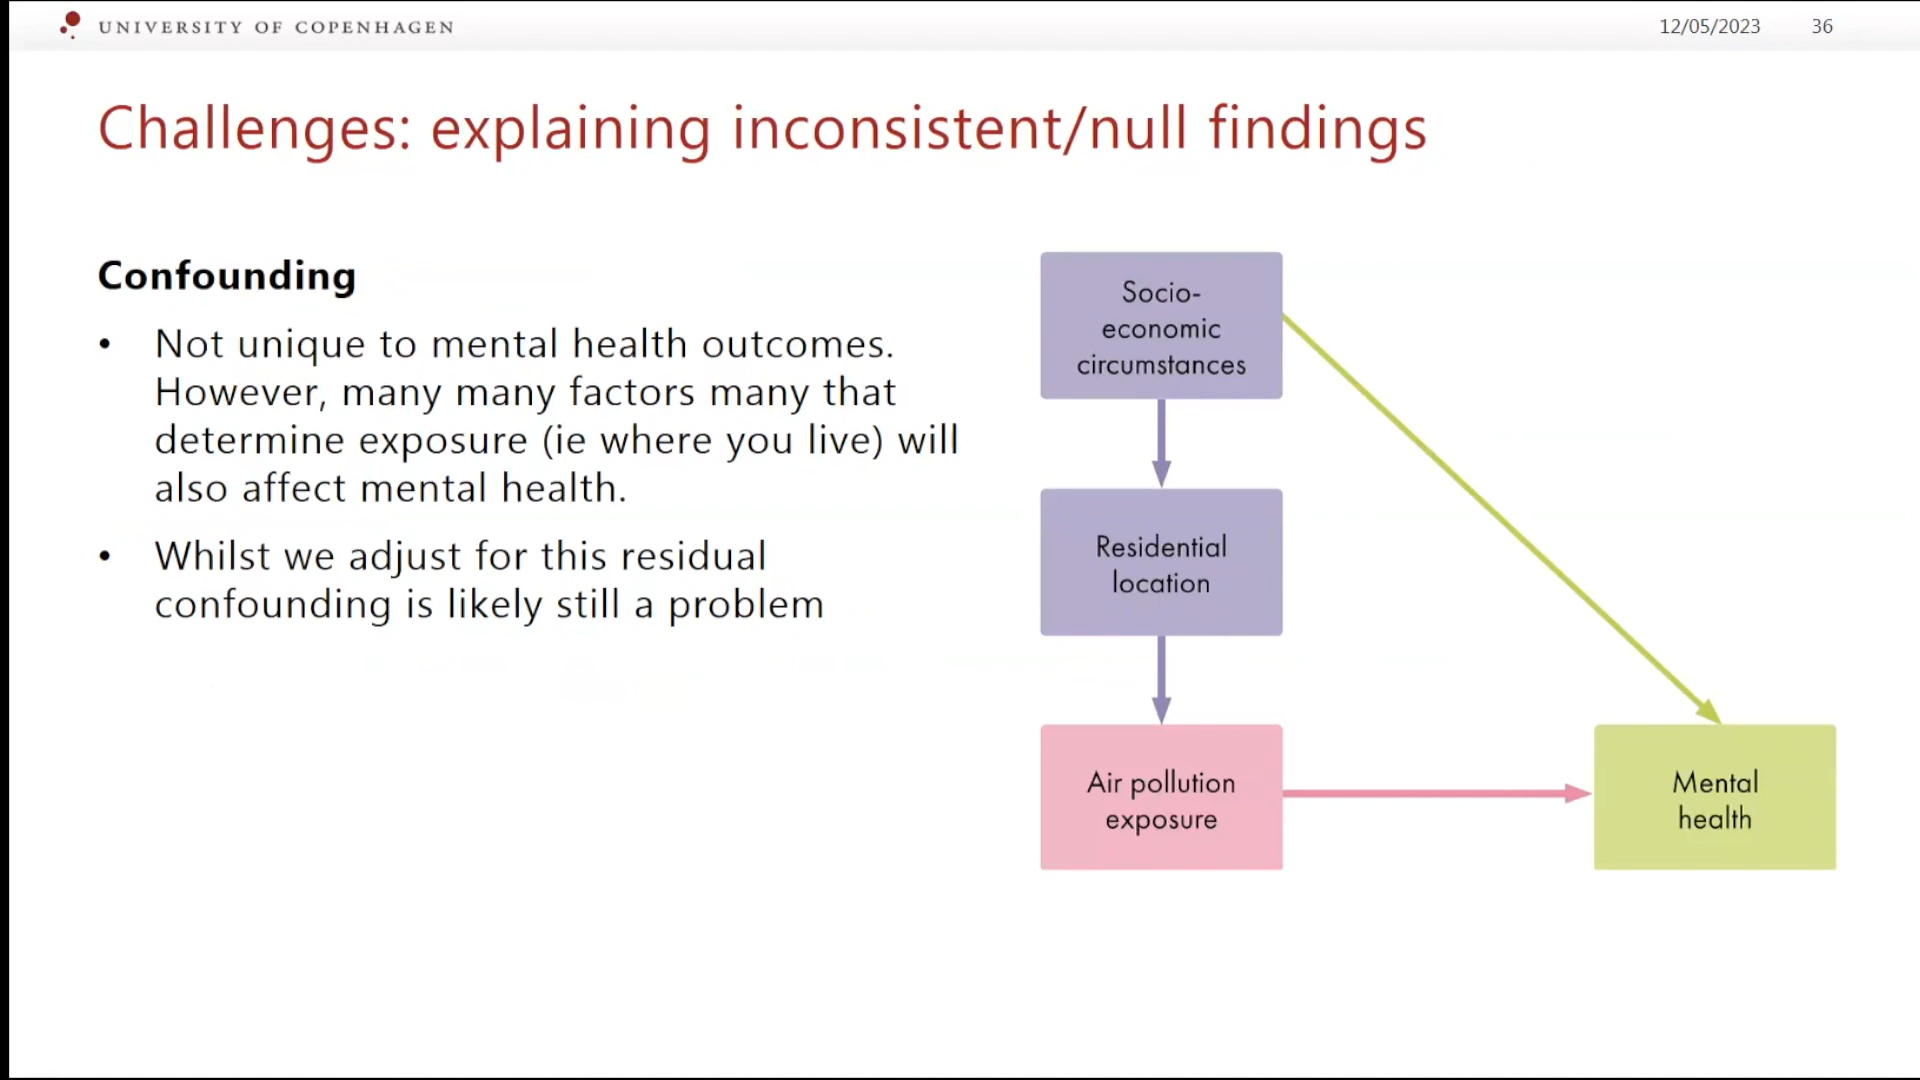 UNIVERSITY OF COPENHAGEN
12/05/2023 36
Challenges: explaining inconsistent/null findings
Confounding
• Not unique to mental health outcomes.
However, many many factors many that
determine exposure (ie where you live) will
also affect mental health.
• Whilst we adjust for this residual
confounding is likely still a problem
Socio-
economic
circumstances
Residential
location
Air pollution
exposure
Mental
health